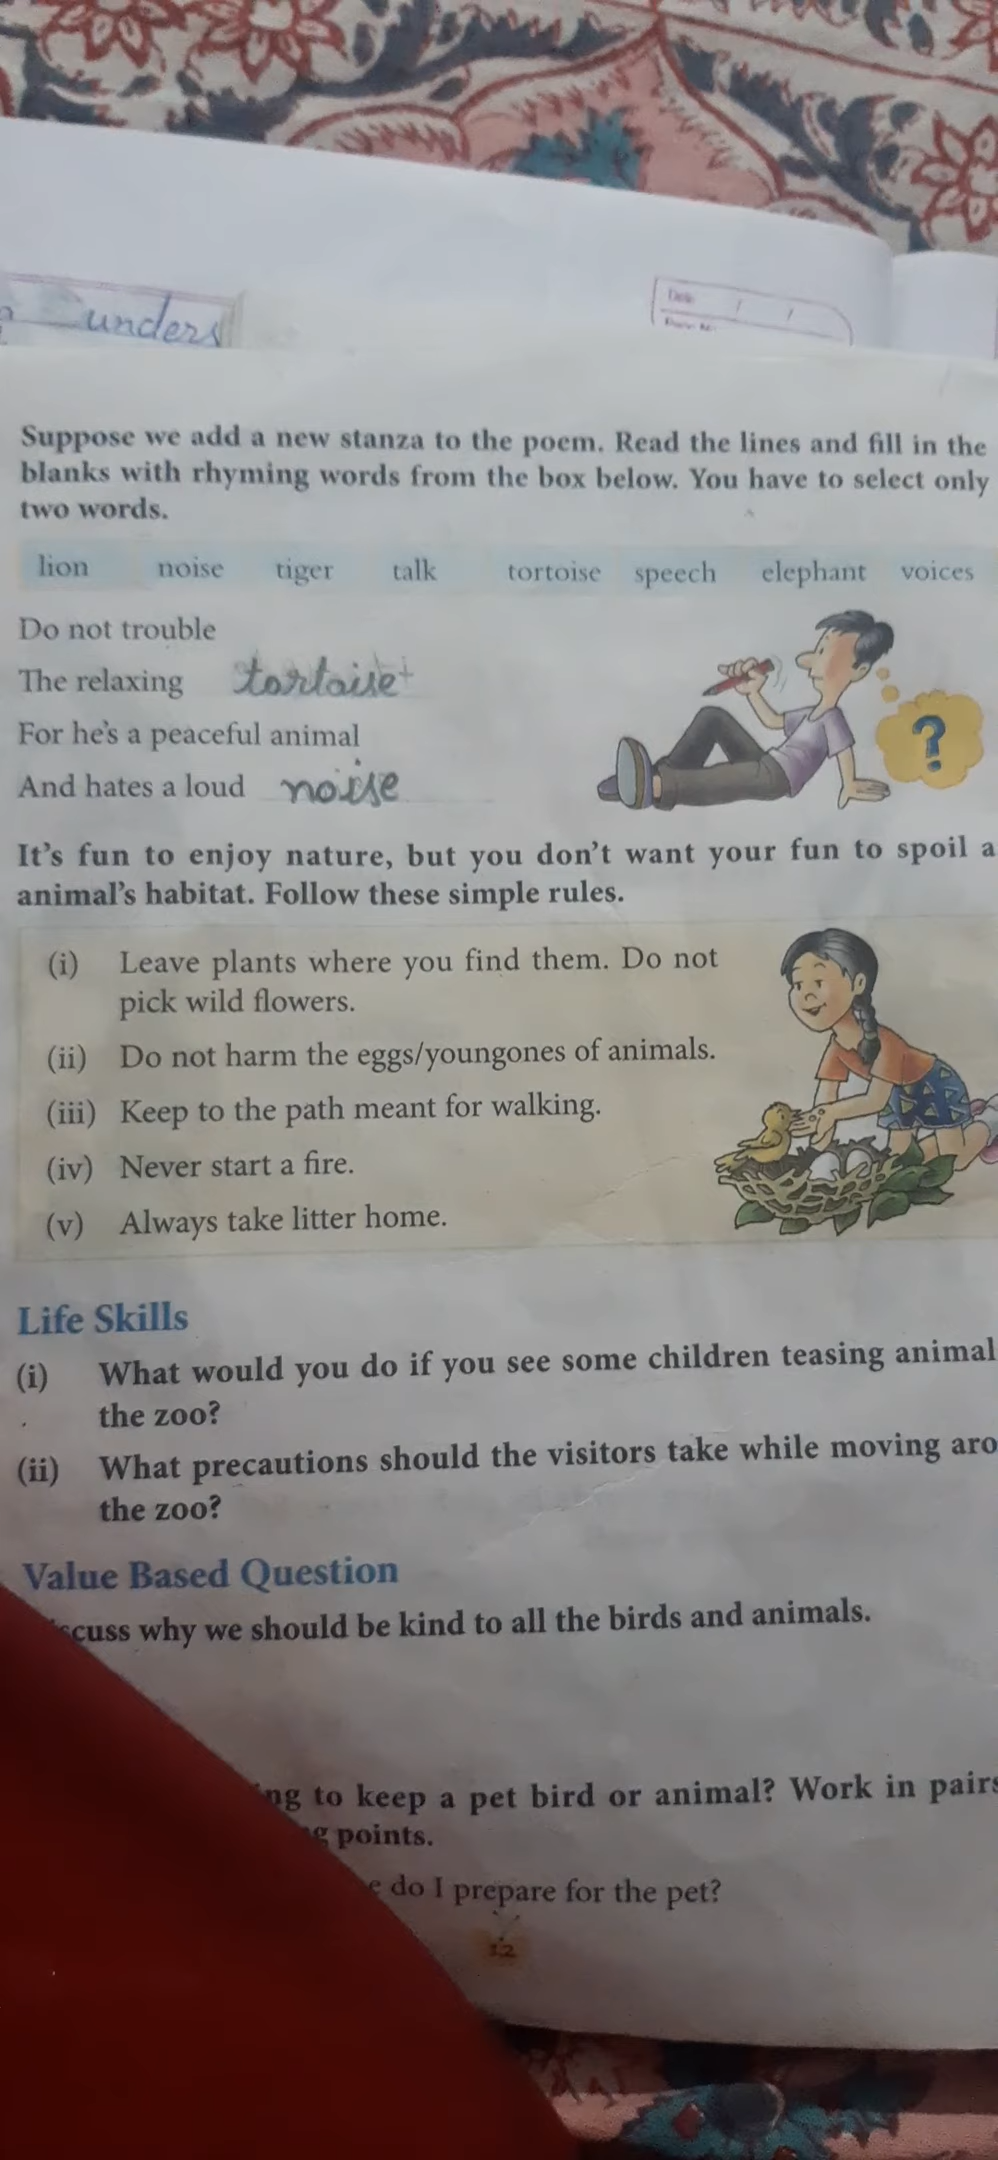 unders
Date / /
Suppose we add a new stanza to the poem. Read the lines and fill in the
blanks with rhyming words from the box below. You have to select only
two words.
lion noise tiger talk tortoise speech elephant voices
Do not trouble
The relaxing tortoise
For he's a peaceful animal
And hates a loud noise
?
It's fun to enjoy nature, but you don't want your fun to spoil a
animal's habitat. Follow these simple rules.
(i) Leave plants where you find them. Do not
pick wild flowers.
(ii) Do not harm the eggs/youngones of animals.
(iii) Keep to the path meant for walking.
(iv) Never start a fire.
(v) Always take litter home.
Life Skills
(i) What would you do if you see some children teasing animal
the zoo?
(ii) What precautions should the visitors take while moving aro
the zoo?
Value Based Question
cuss why we should be kind to all the birds and animals.
ng to keep a pet bird or animal? Work in pairs
g points.
e do I prepare for the pet?
12